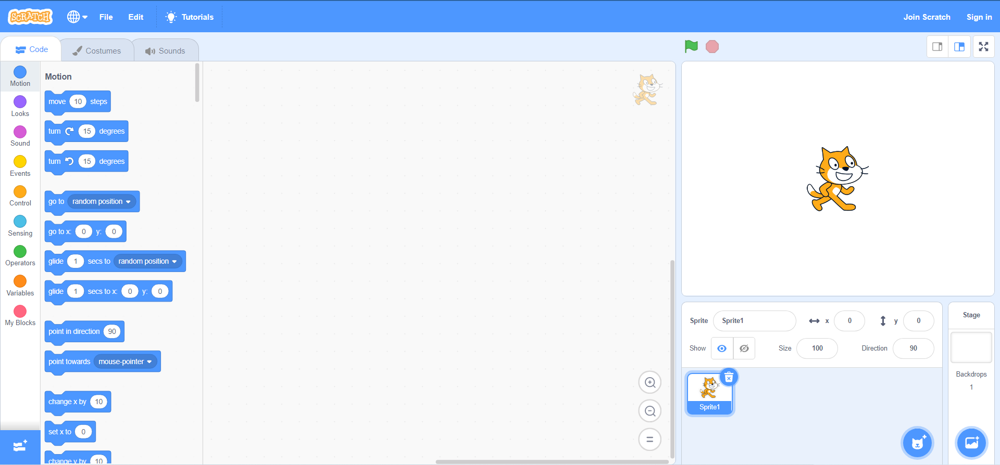 SCRATCH File Edit Tutorials Join Scratch Sign in
Code Costumes Sounds
Motion
Looks
Sound
Events
Control
Sensing
Operators
Variables
My Blocks
Motion
move 10 steps
turn 15 degrees
turn 15 degrees
go to random position
go to x: 0 y: 0
glide 1 secs to random position
glide 1 secs to x: 0 y: 0
point in direction 90
point towards mouse-pointer
change x by 10
set x to 0
change y by 10
Sprite Sprite1 x 0 y 0
Show Size 100 Direction 90
Sprite1
Stage
Backdrops
1